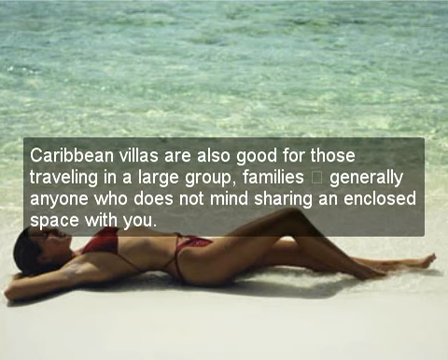 Caribbean villas are also good for those
traveling in a large group, families □ generally
anyone who does not mind sharing an enclosed
space with you.